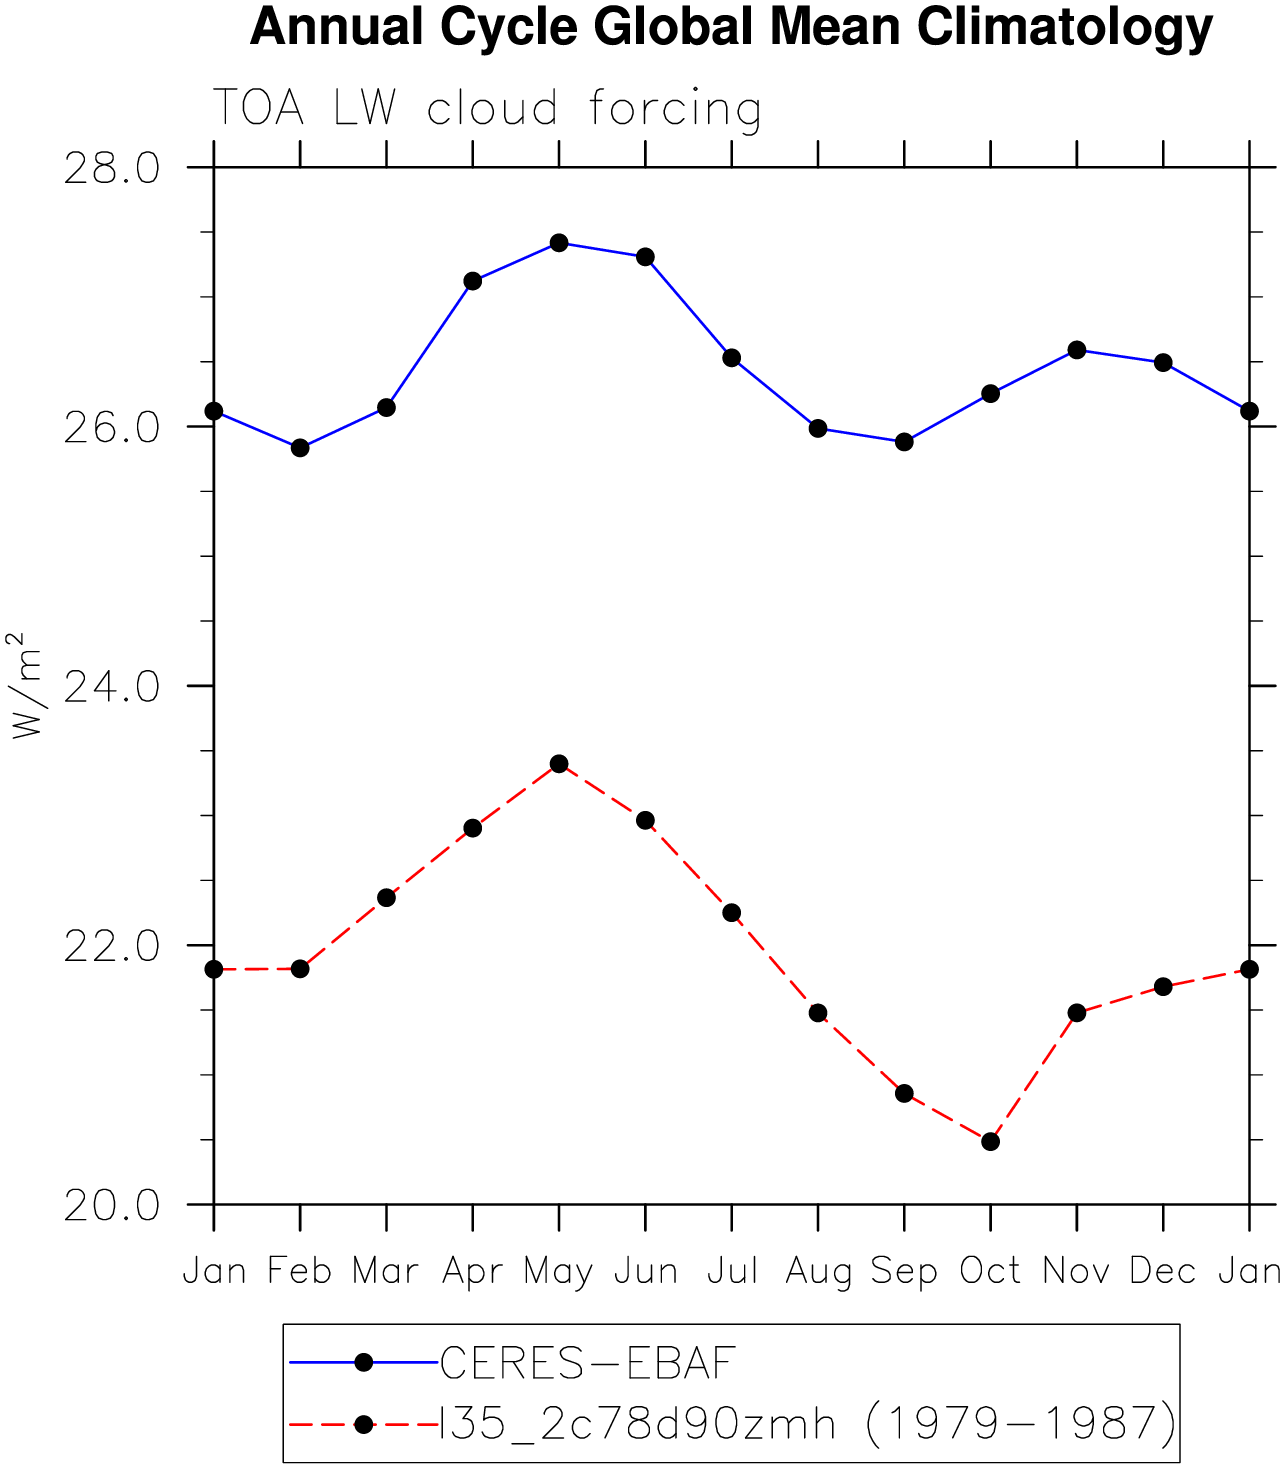 Annual Cycle Global Mean Climatology
TOA LW cloud forcing
28.0
26.0
24.0
22.0
20.0
W/m²
Jan Feb Mar Apr May Jun Jul Aug Sep Oct Nov Dec Jan
CERES-EBAF
I35_2c78d90zmh (1979-1987)